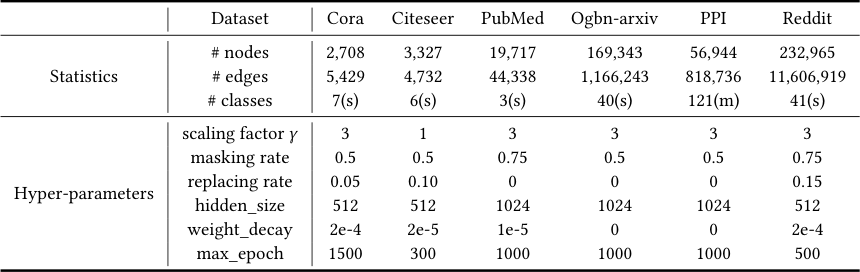 Dataset Cora Citeseer PubMed Ogbn-arxiv PPI Reddit
# nodes 2,708 3,327 19,717 169,343 56,944 232,965
Statistics # edges 5,429 4,732 44,338 1,166,243 818,736 11,606,919
# classes 7(s) 6(s) 3(s) 40(s) 121(m) 41(s)
scaling factor γ 3 1 3 3 3 3
masking rate 0.5 0.5 0.75 0.5 0.5 0.75
replacing rate 0.05 0.10 0 0 0 0.15
Hyper-parameters hidden_size 512 512 1024 1024 1024 512
weight_decay 2e-4 2e-5 1e-5 0 0 2e-4
max_epoch 1500 300 1000 1000 1000 500